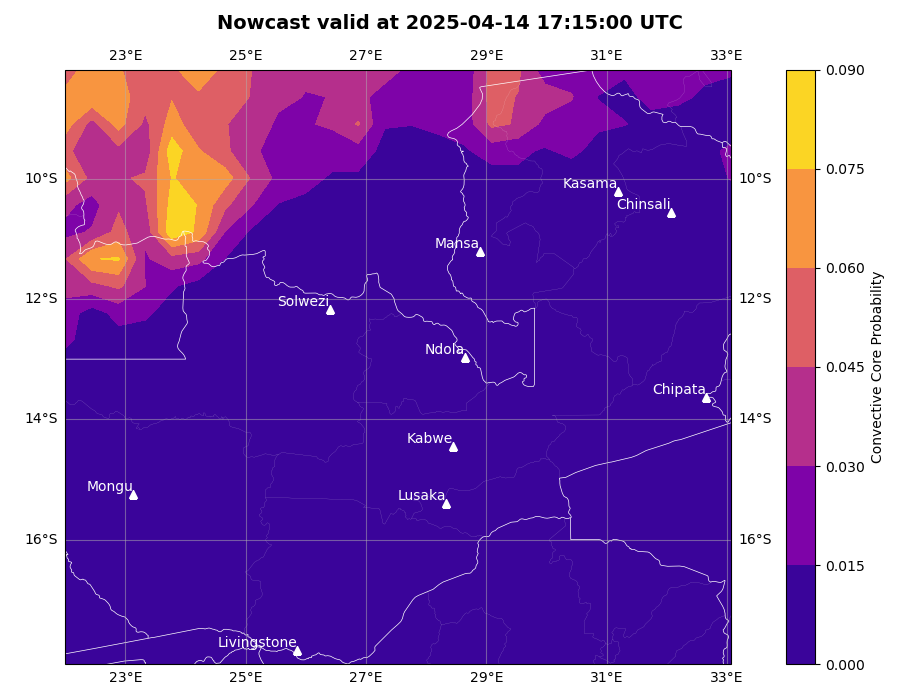 Nowcast valid at 2025-04-14 17:15:00 UTC
23°E 25°E 27°E 29°E 31°E 33°E
0.090
0.075
10°S Kasama 10°S
Chinsali
Mansa
0.060
12°S Solwezi 12°S
Ndola
0.045
Chipata
14°S 14°S
Kabwe
0.030
Mongu
Lusaka
16°S 16°S
0.015
Livingstone
0.000
23°E 25°E 27°E 29°E 31°E 33°E
Convective Core Probability